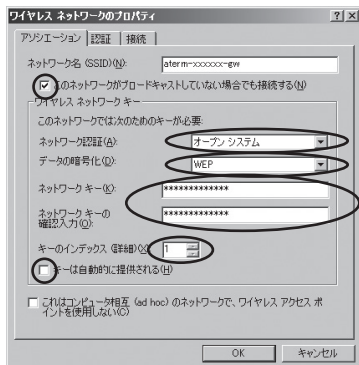 ワイヤレス ネットワークのプロパティ
アソシエーション 認証 接続
ネットワーク名 (SSID)(N): aterm-xxxxxx-gw
このネットワークがブロードキャストしていない場合でも接続する(N)
ワイヤレス ネットワーク キー
このネットワークでは次のためのキーが必要:
ネットワーク認証(A): オープン システム
データの暗号化(D): WEP
ネットワーク キー(K): *************
ネットワーク キーの
確認入力(O): *************
キーのインデックス (詳細)(X): 1
キーは自動的に提供される(H)
これはコンピュータ相互 (ad hoc) のネットワークで、ワイヤレス アクセス ポ
イントを使用しない(C)
OK キャンセル